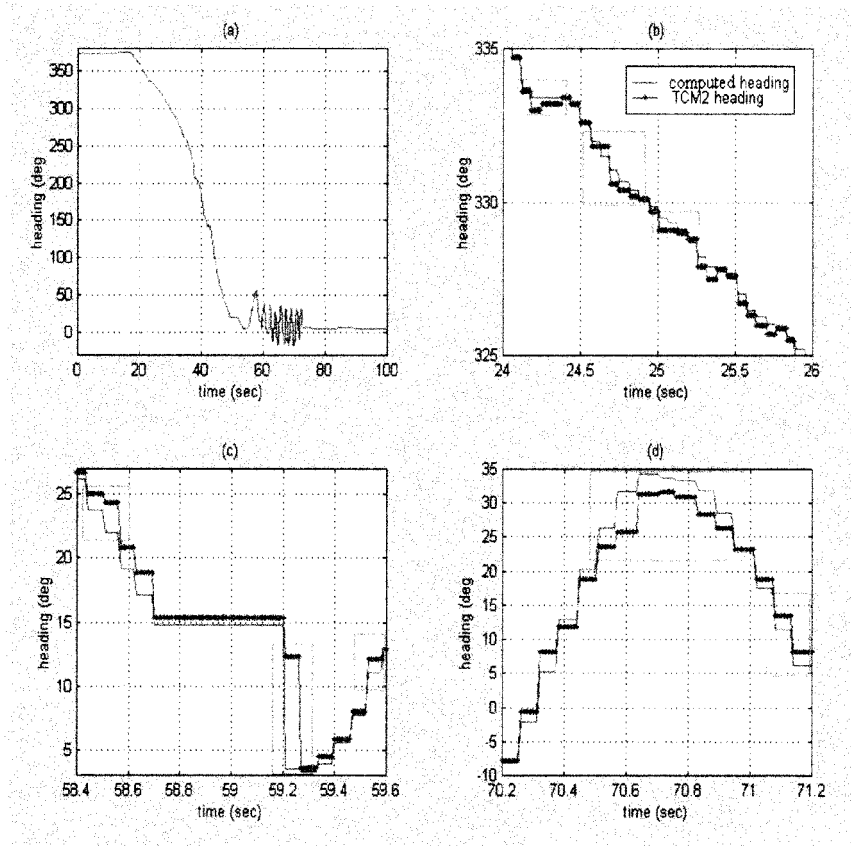 (a)
350
300
250
200
150
100
50
0
heading (deg
0 20 40 60 80 100
time (sec)
(b)
335
330
325
heading (deg
computed heading
TCM2 heading
24 24.5 25 25.5 26
time (sec)
(c)
25
20
15
10
5
heading (deg
58.4 58.6 58.8 59 59.2 59.4 59.6
time (sec)
(d)
35
30
25
20
15
10
5
0
-5
-10
heading (deg
70.2 70.4 70.6 70.8 71 71.2
time (sec)